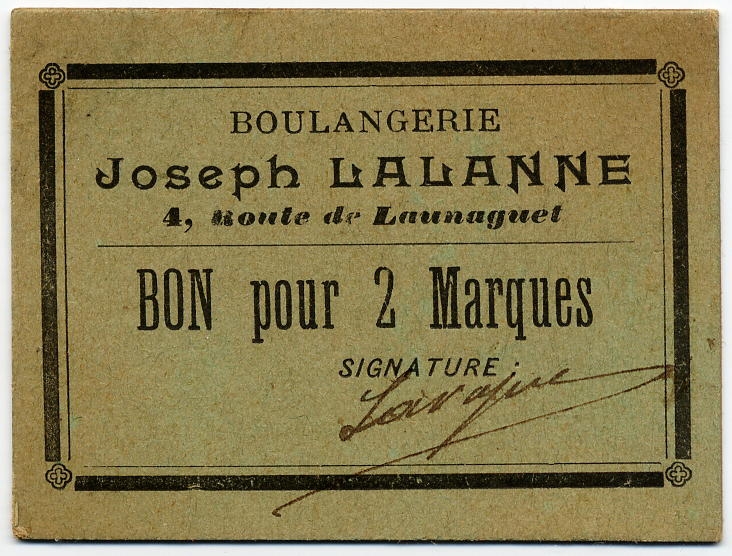 BOULANGERIE
Joseph LALANNE
4, Route de Launaguet
BON pour 2 Marques
SIGNATURE :